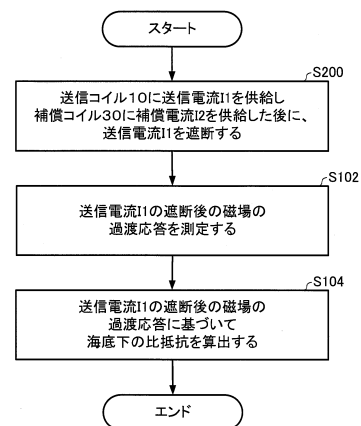 スタート
S200
送信コイル10に送信電流I1を供給し
補償コイル30に補償電流I2を供給した後に、
送信電流I1を遮断する
S102
送信電流I1の遮断後の磁場の
過渡応答を測定する
S104
送信電流I1の遮断後の磁場の
過渡応答に基づいて
海底下の比抵抗を算出する
エンド